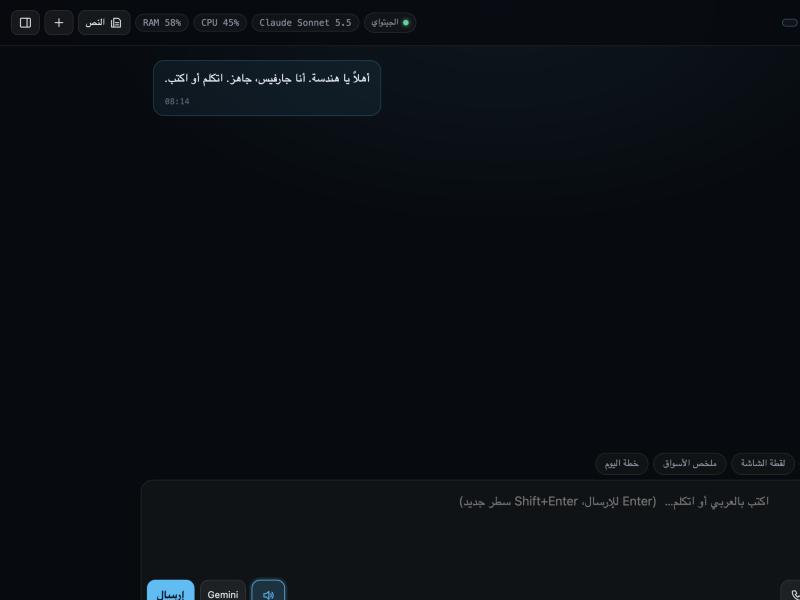 النص
RAM 58%
CPU 45%
Claude Sonnet 5.5
الجيتواي
أهلاً يا هندسة. أنا جارفيس، جاهز. اتكلم أو اكتب.
08:14
لقطة الشاشة
ملخص الأسواق
خطة اليوم
اكتب بالعربي أو اتكلم... (Enter للإرسال، Shift+Enter سطر جديد)
إرسال
Gemini